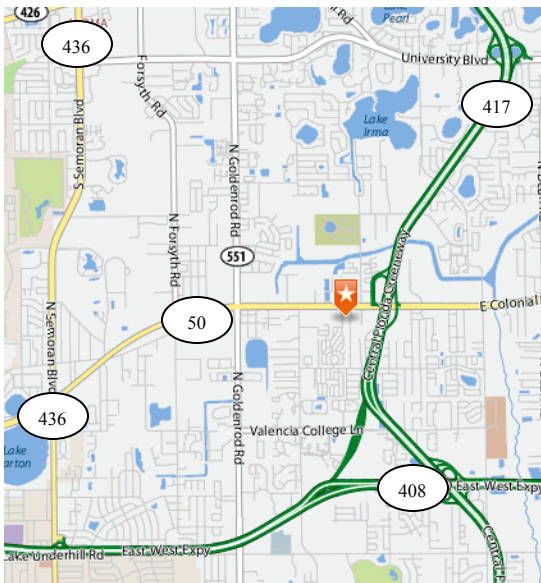 426
Pearl
436
University Blvd
Forsyth Rd
417
S Semoran Blvd
Lake
Irma
N Goldenrod Rd
N Forsyth Rd
551
Central Florida Greeneway
50
E Colonial
N Semoran Blvd
N Goldenrod Rd
436
Valencia College Ln
Lake
408
East West Expy
East West Expy
Lake Underhill Rd
Central